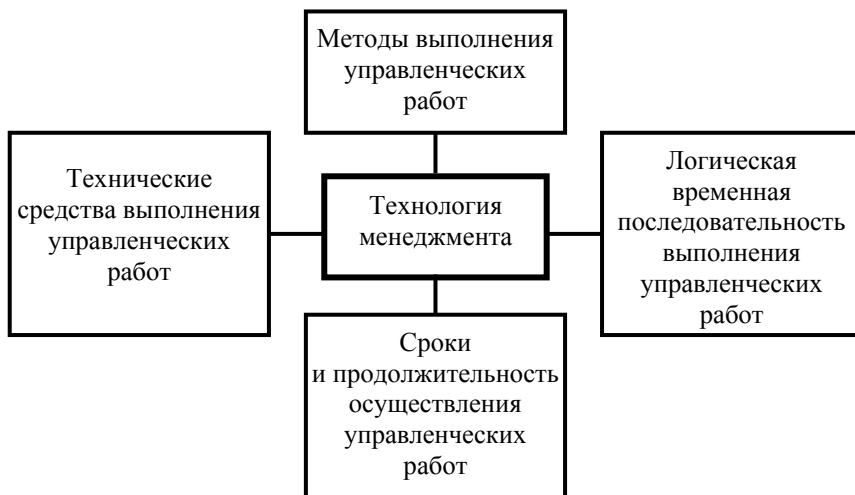 Методы выполнения
управленческих
работ
Технические
средства выполнения
управленческих
работ
Технология
менеджмента
Логическая
временная
последовательность
выполнения
управленческих
работ
Сроки
и продолжительность
осуществления
управленческих
работ